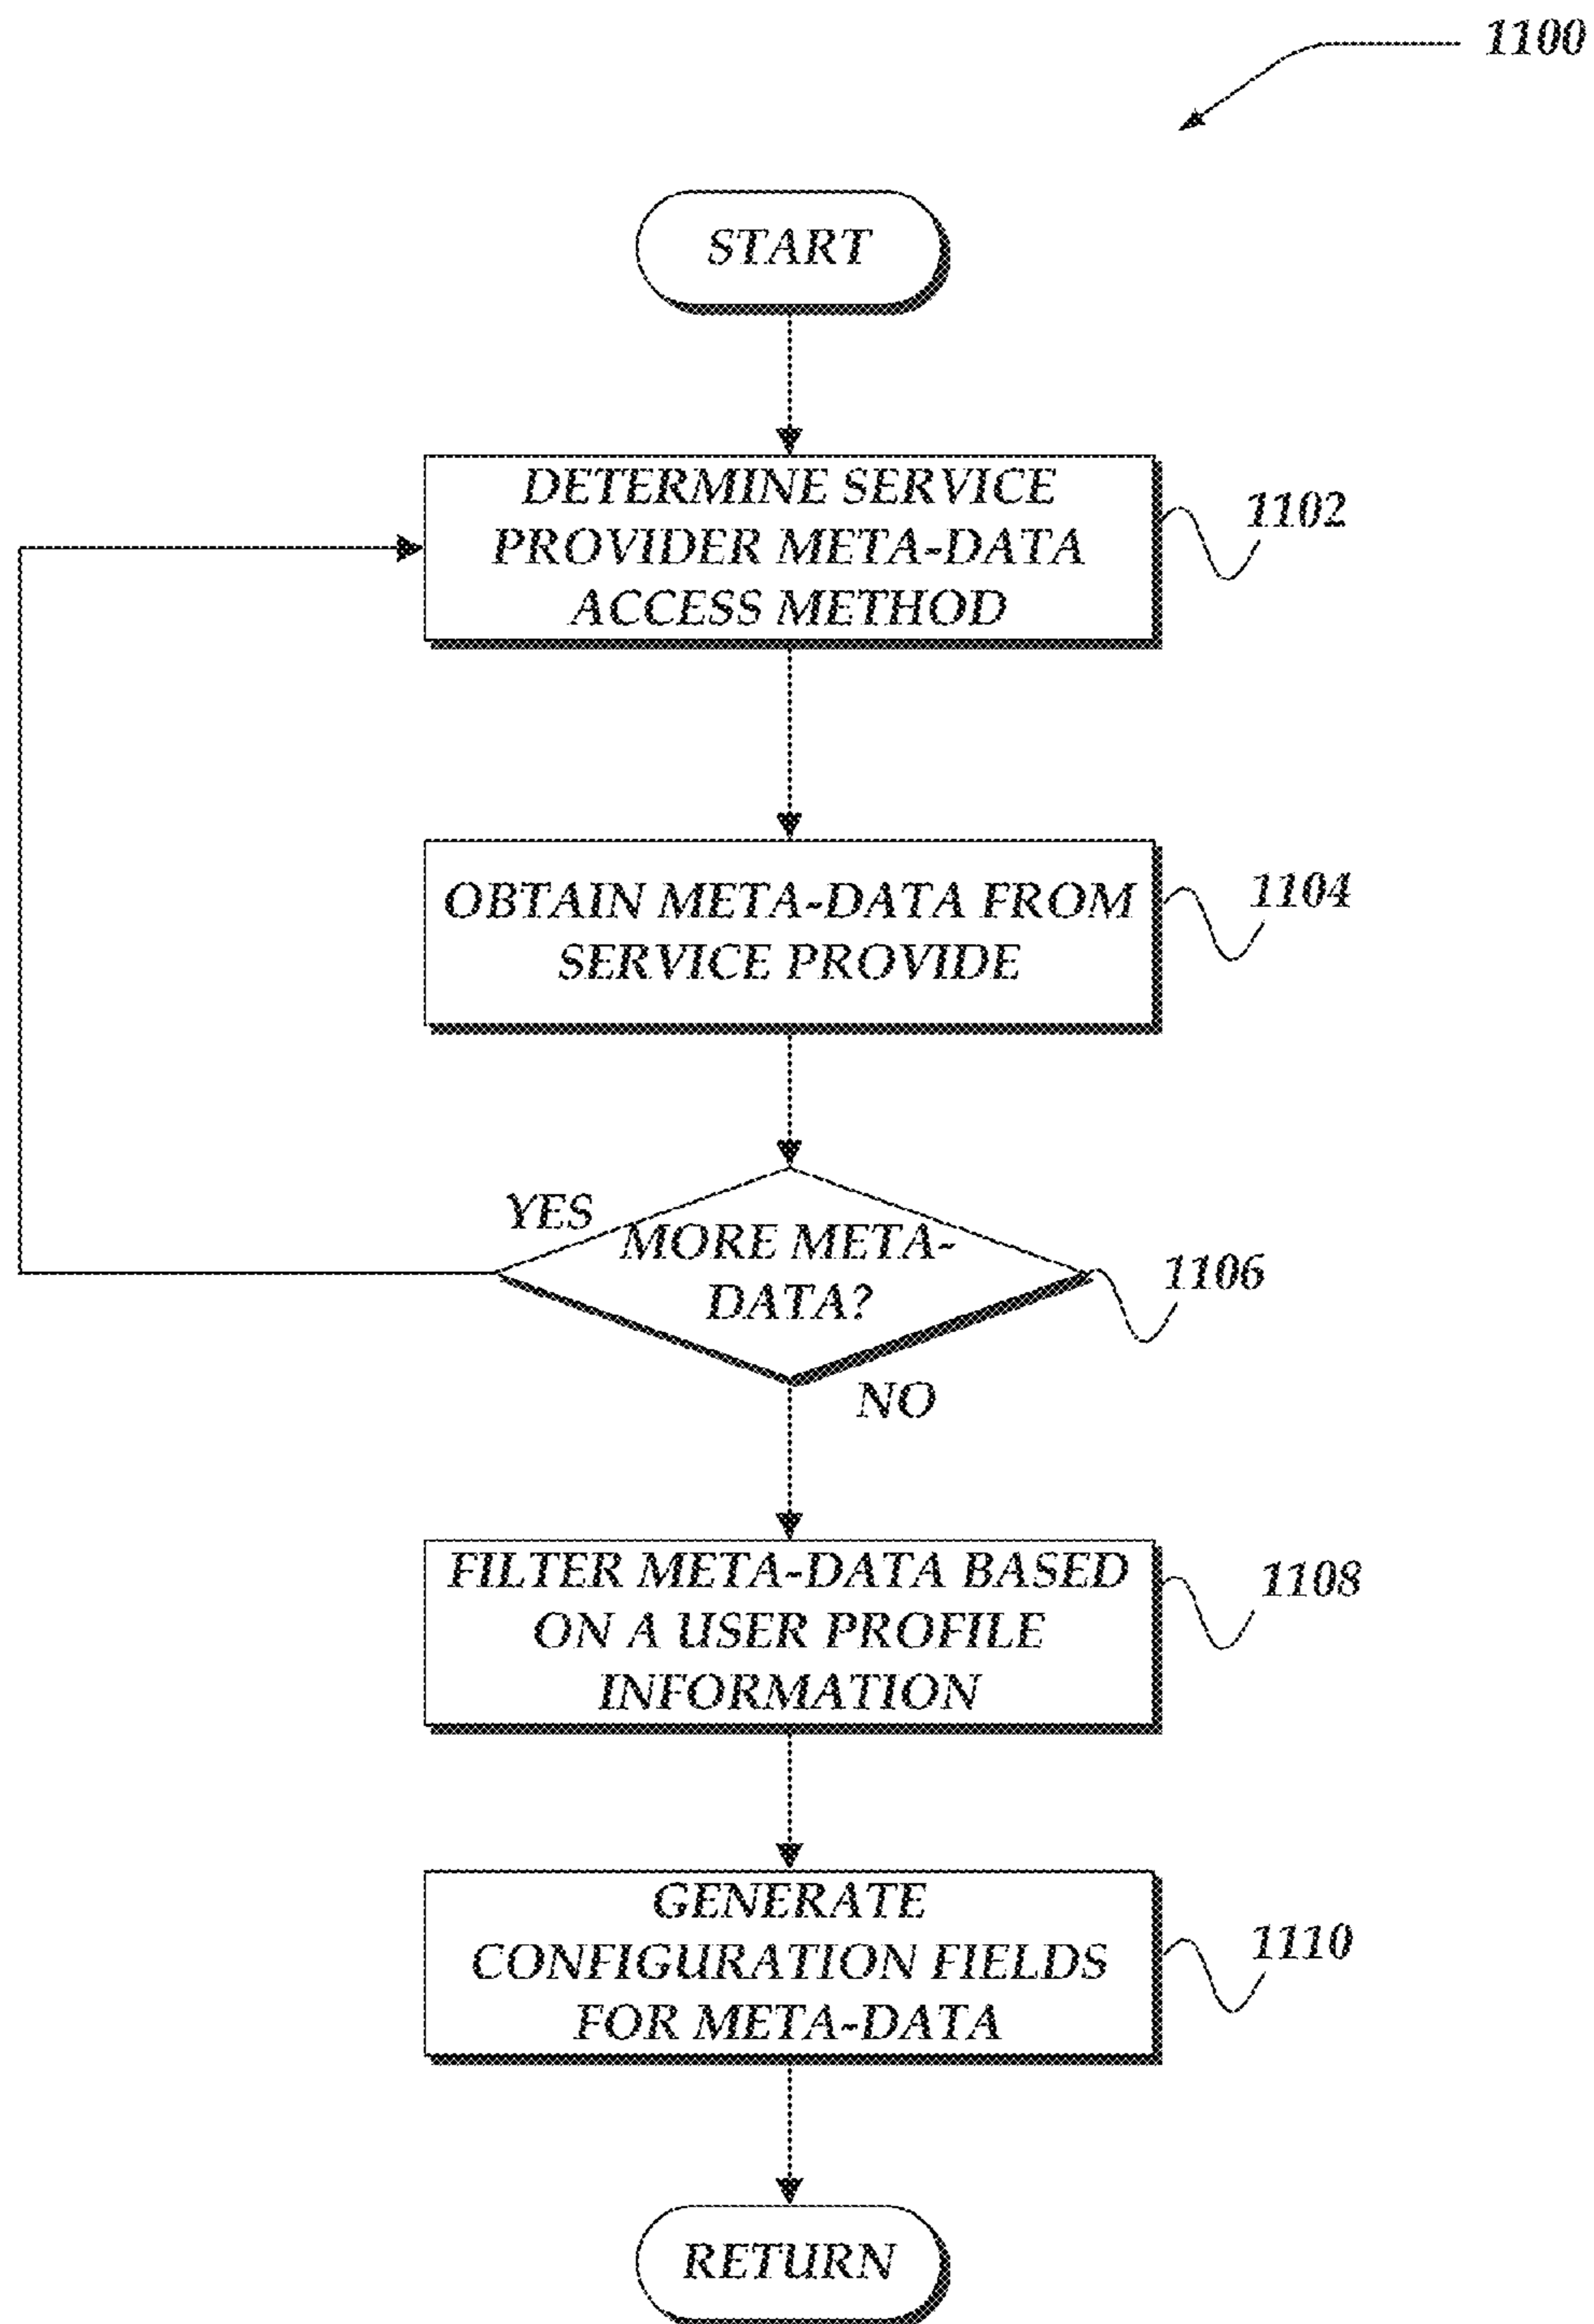 1100
START
DETERMINE SERVICE
PROVIDER META-DATA
ACCESS METHOD
1102
OBTAIN META-DATA FROM
SERVICE PROVIDE
1104
YES
MORE META-
DATA?
1106
NO
FILTER META-DATA BASED
ON A USER PROFILE
INFORMATION
1108
GENERATE
CONFIGURATION FIELDS
FOR META-DATA
1110
RETURN